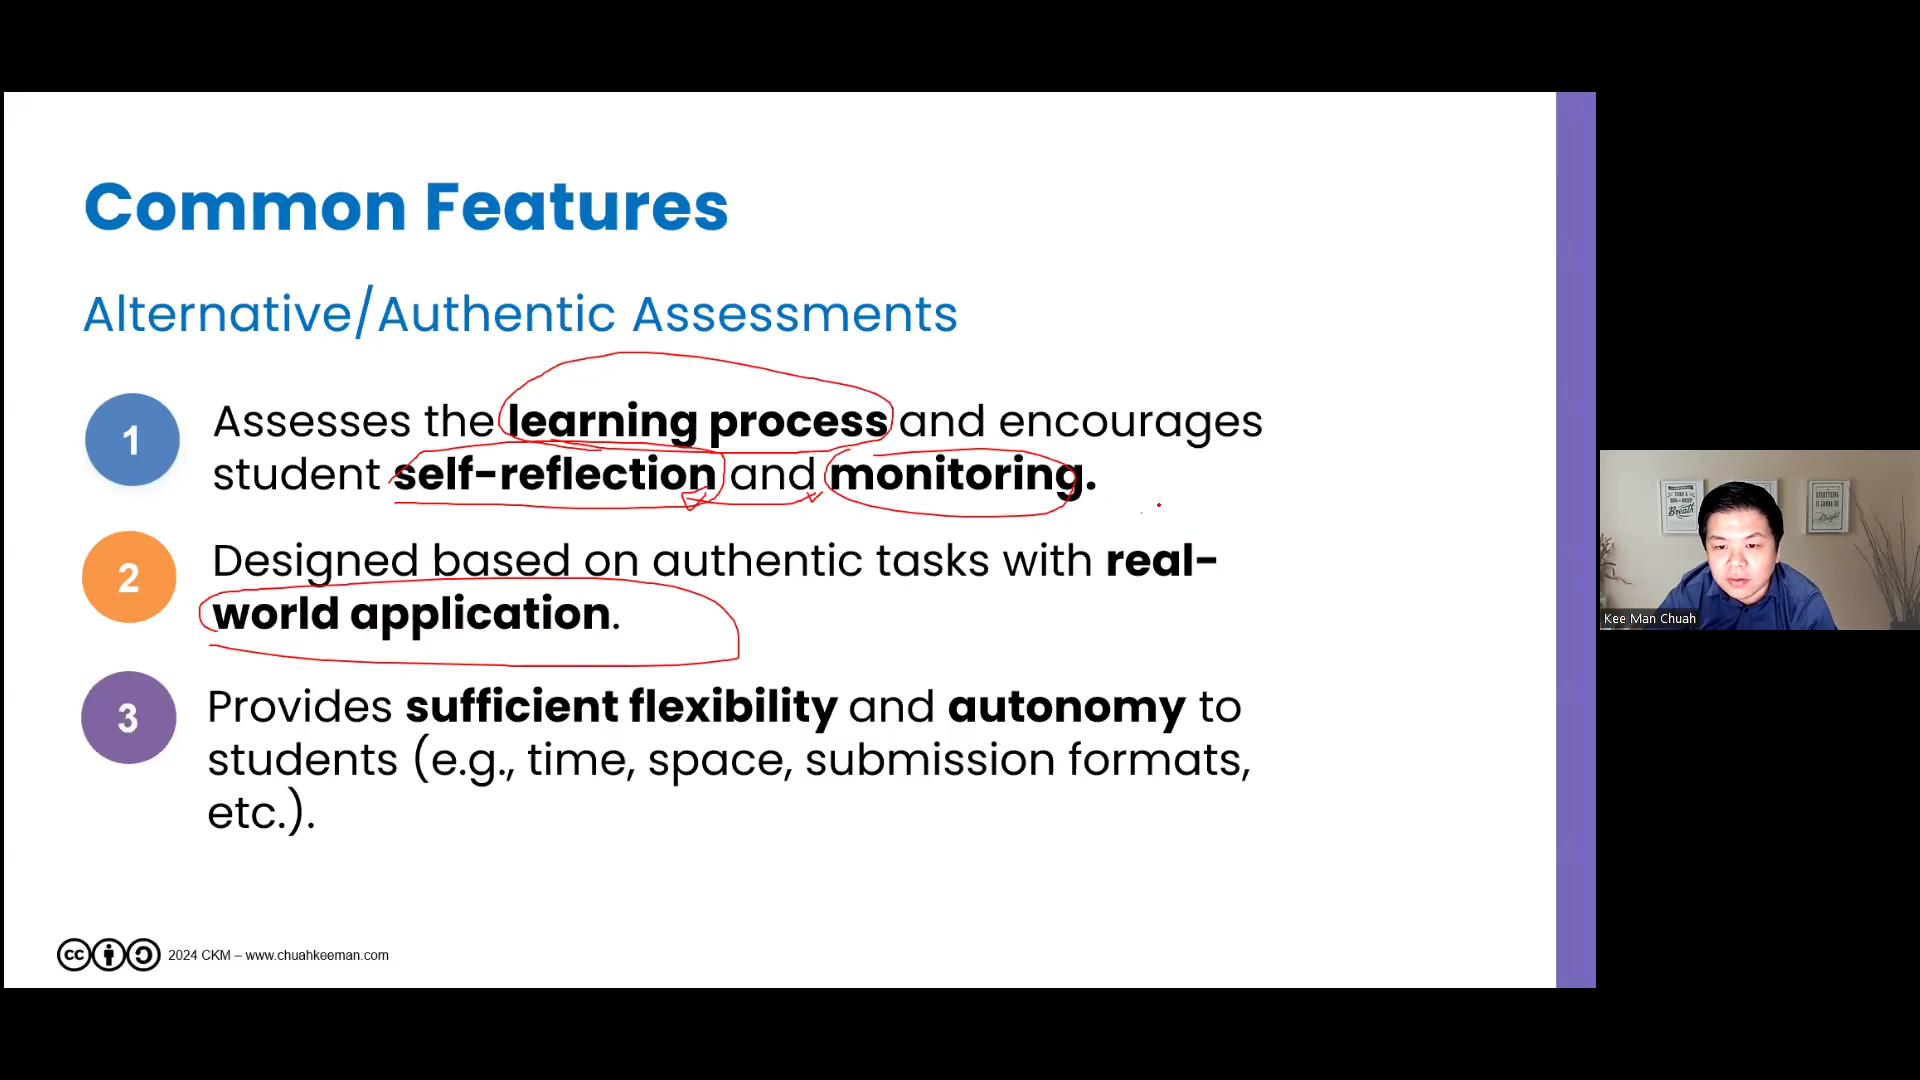 Common Features
Alternative/Authentic Assessments
1
Assesses the learning process and encourages
student self-reflection and monitoring.
2
Designed based on authentic tasks with real-
world application.
3
Provides sufficient flexibility and autonomy to
students (e.g., time, space, submission formats,
etc.).
cc
2024 CKM – www.chuahkeeman.com
Breath
Kee Man Chuah